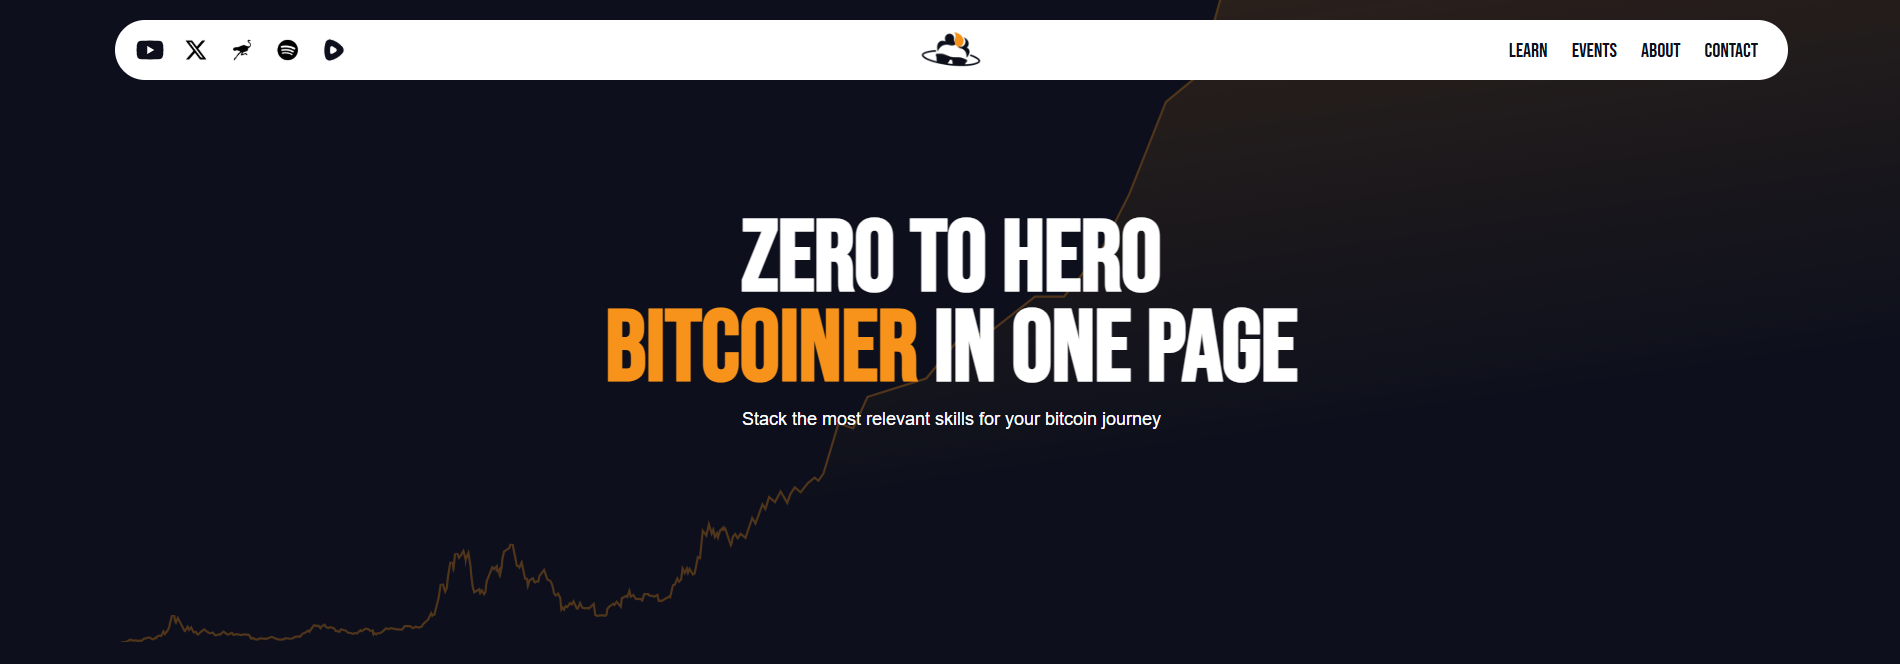 LEARN EVENTS ABOUT CONTACT
ZERO TO HERO
BITCOINER IN ONE PAGE
Stack the most relevant skills for your bitcoin journey